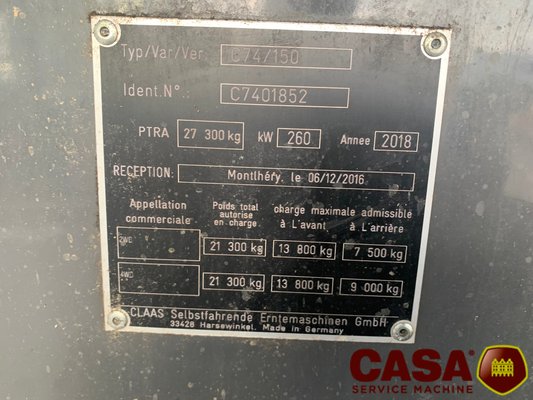 Typ/Var/Ver: C74/150
Ident.N°.: C7401852
PTRA 27 300 kg kW 260 Annee 2018
RECEPTION: Montlhéfy, le 06/12/2016
Appellation commerciale Poids total autorise en charge charge maximale admissible à L'avant à L'arrière
2WD 21 300 kg 13 800 kg 7 500 kg
4WD 21 300 kg 13 800 kg 9 000 kg
CLAAS Selbstfahrende Erntemaschinen GmbH
33428 Harsewinkel, Made in Germany
CASA®
SERVICE MACHINE